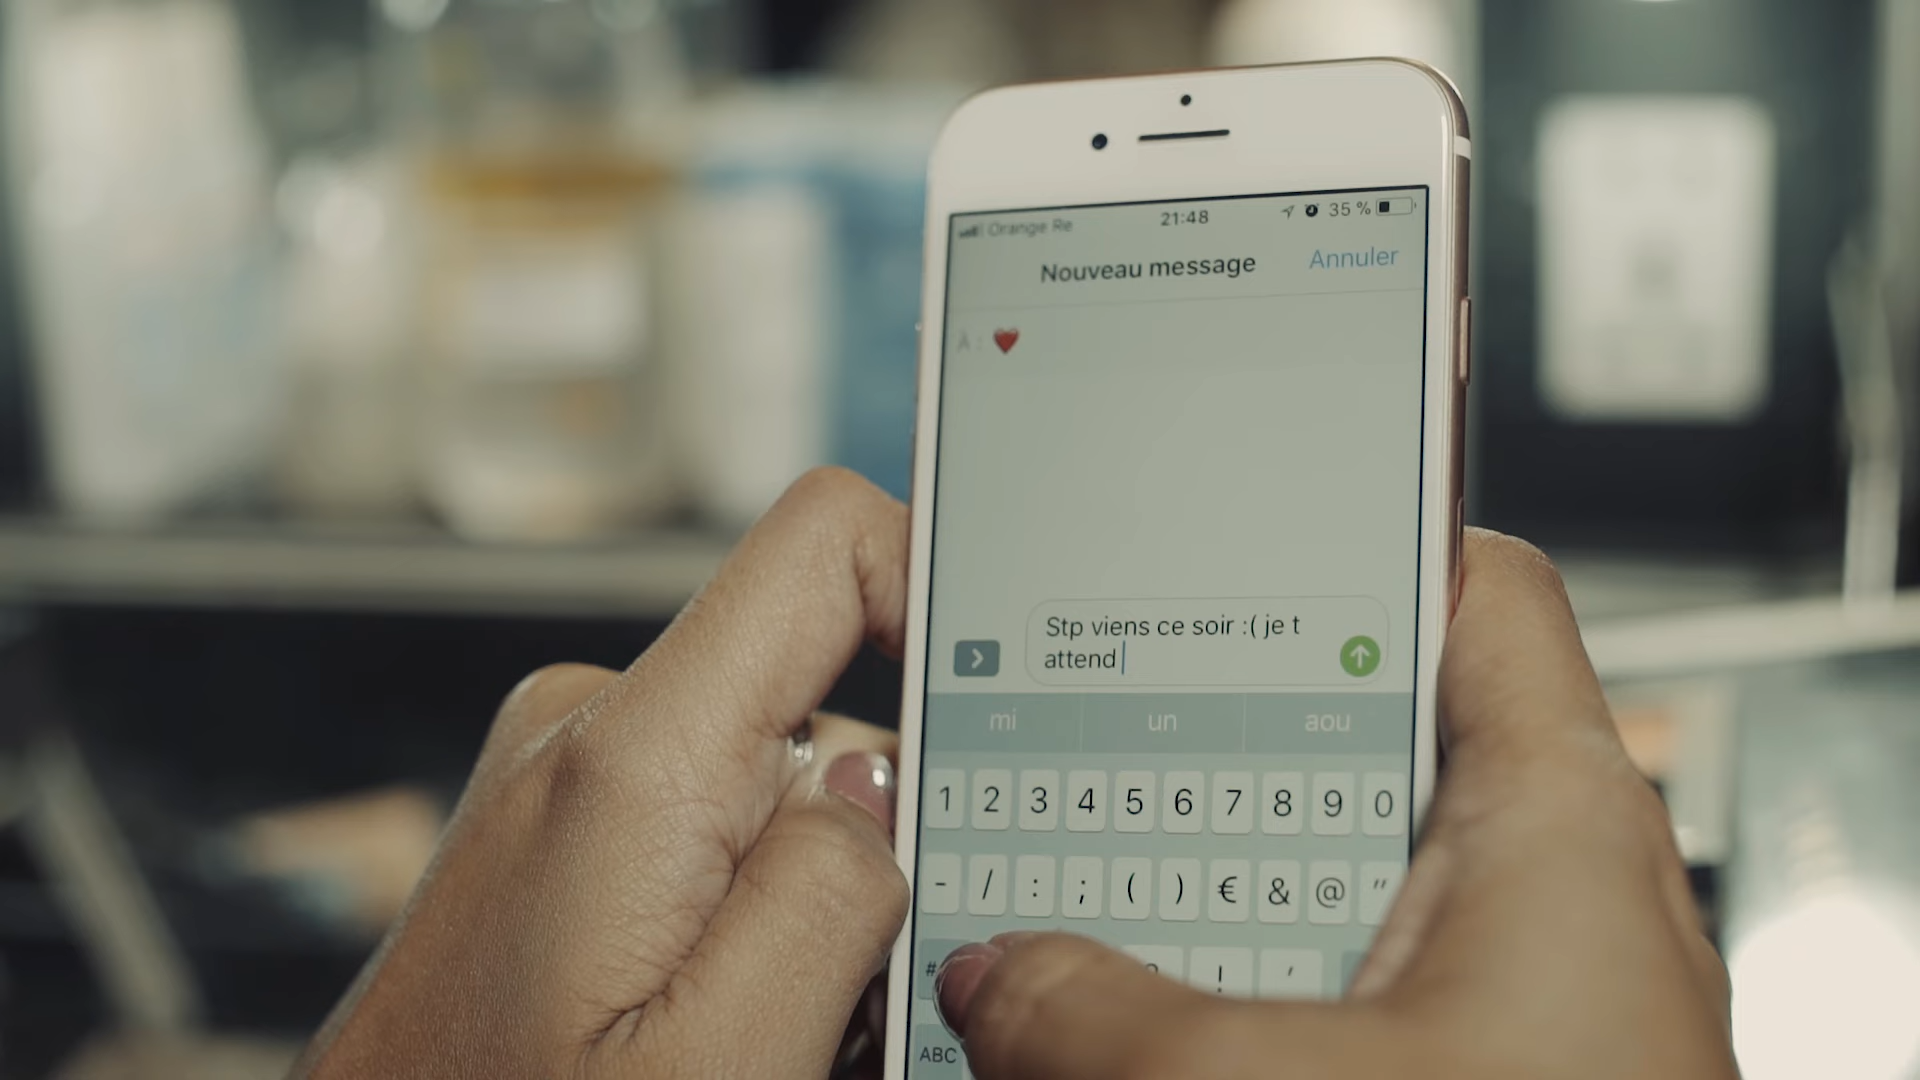 Orange Re 21:48 35 %
Nouveau message Annuler
À : ❤️
Stp viens ce soir :( je t
attend
mi un aou
1 2 3 4 5 6 7 8 9 0
- / : ; ( ) € & @ "
# ! '
ABC